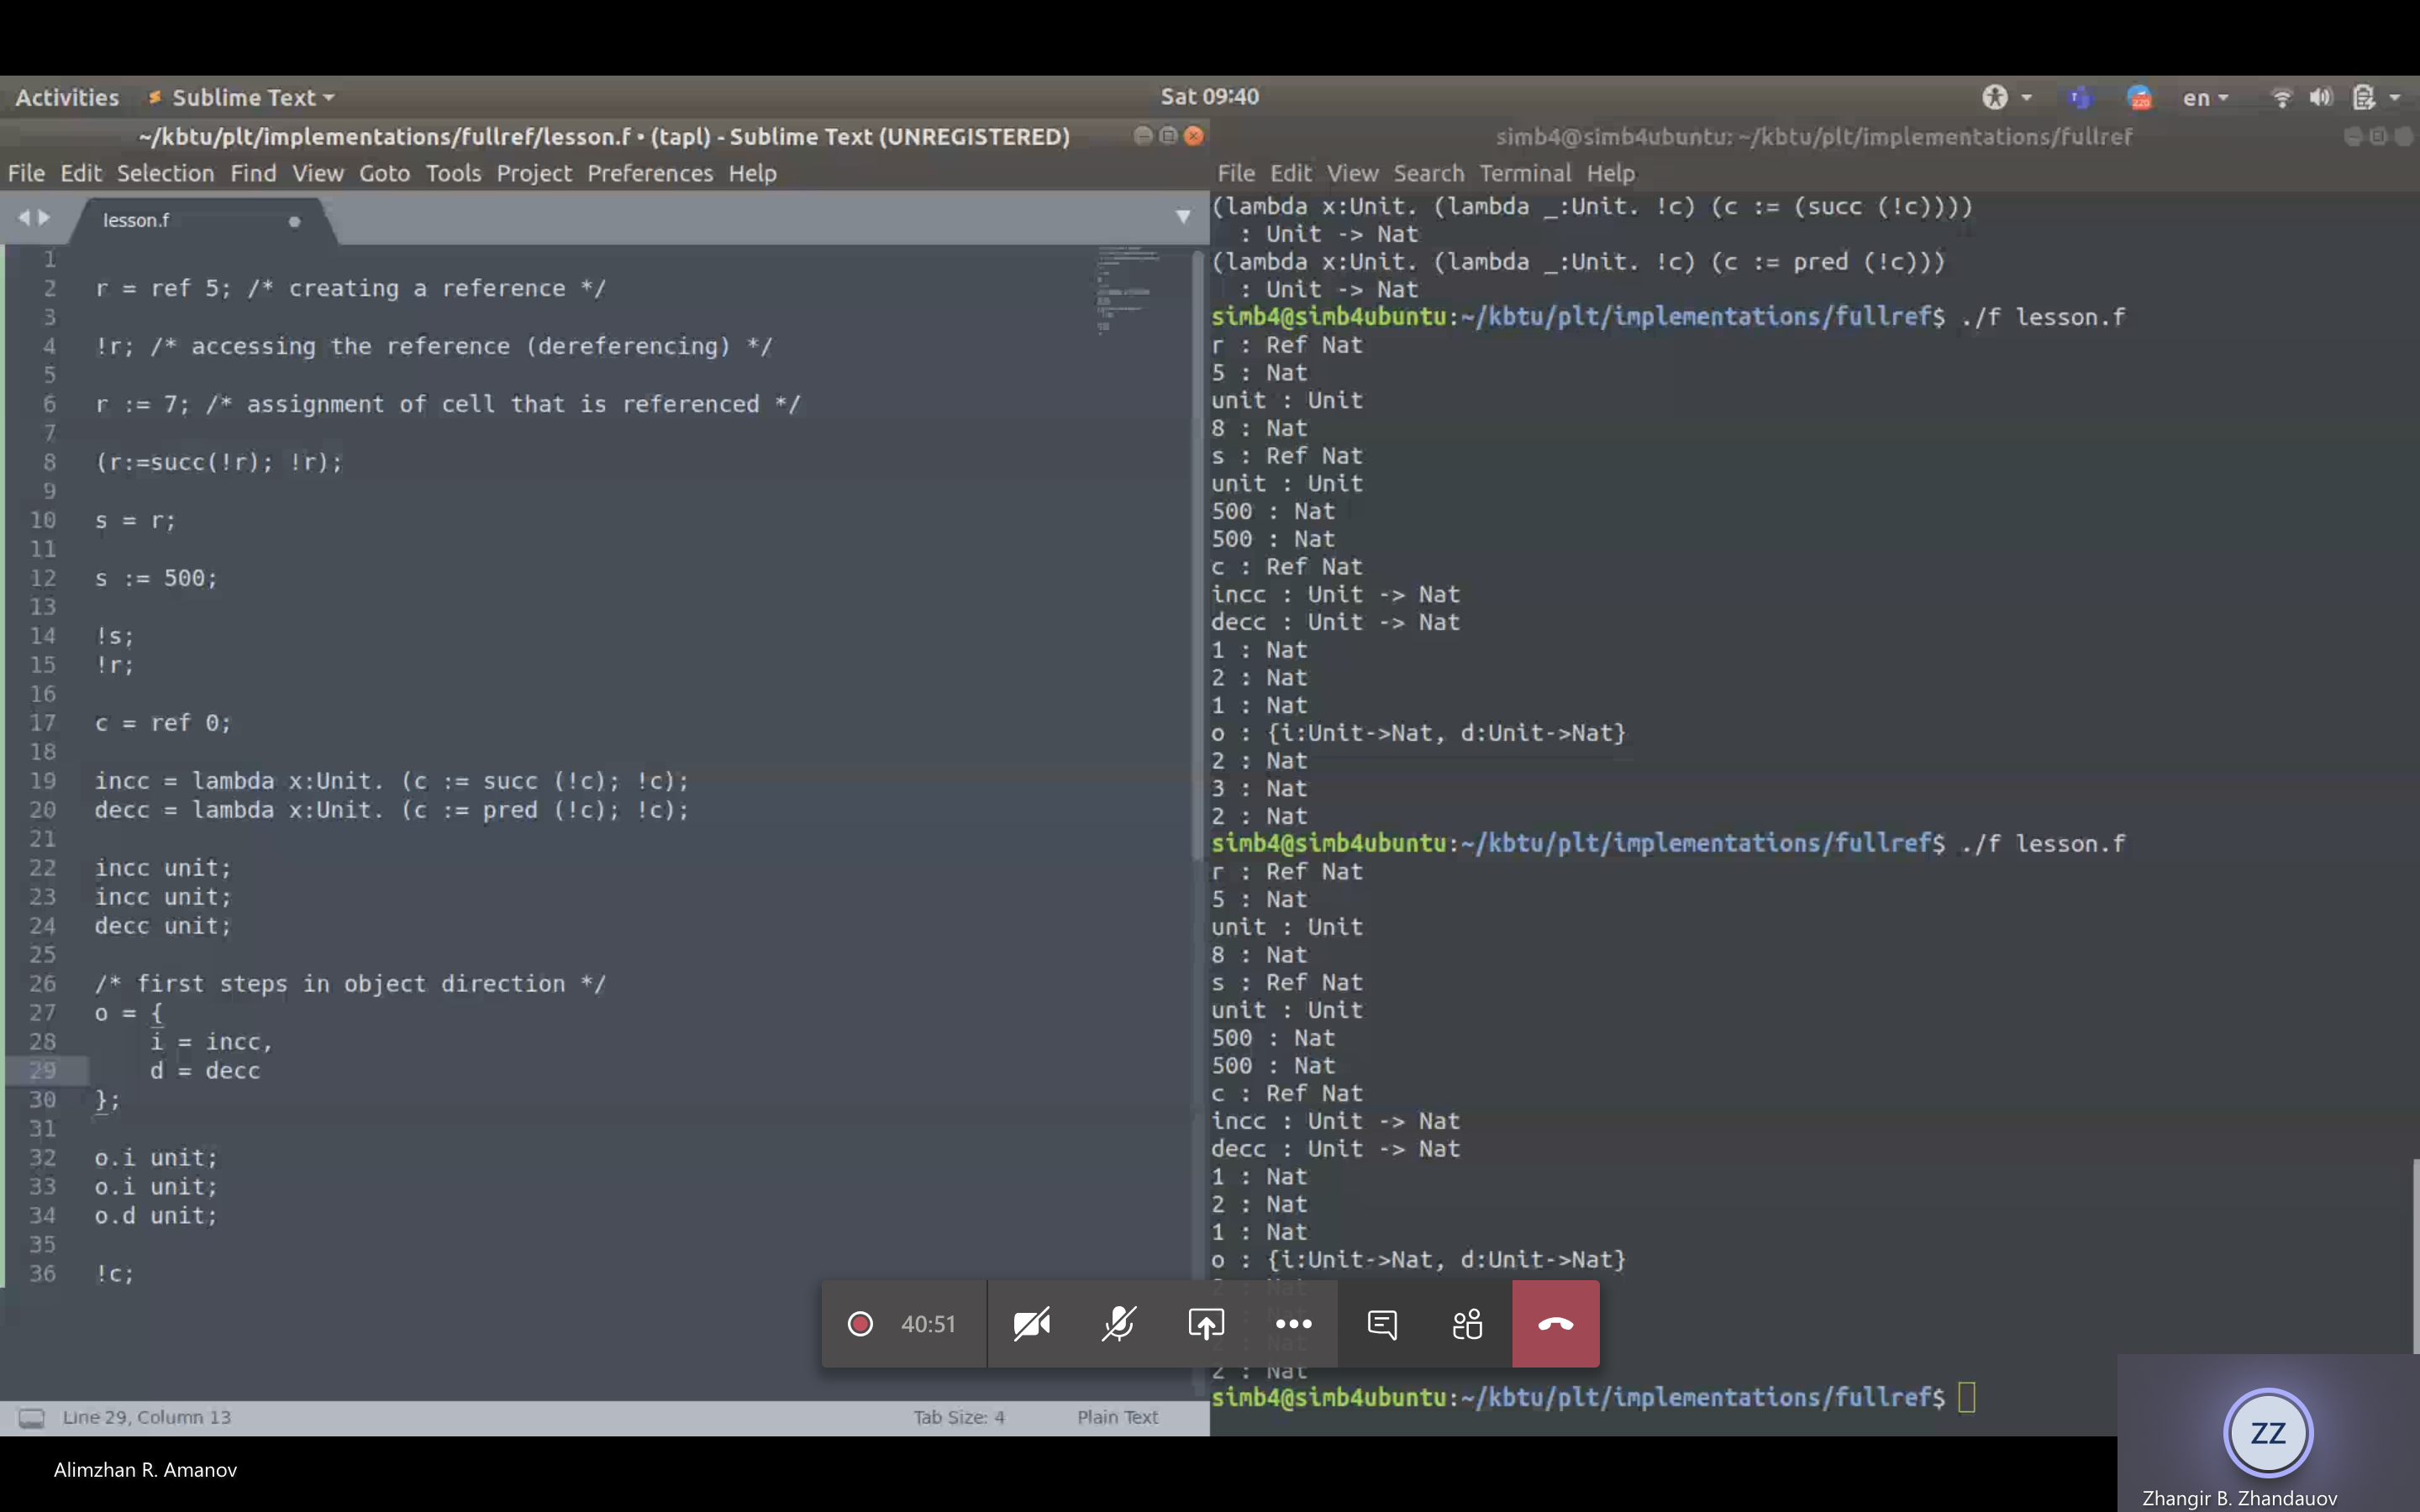 Activities Sublime Text Sat 09:40 en
~/kbtu/plt/implementations/fullref/lesson.f • (tapl) - Sublime Text (UNREGISTERED)
File Edit Selection Find View Goto Tools Project Preferences Help
lesson.f
1
2 r = ref 5; /* creating a reference */
3
4 !r; /* accessing the reference (dereferencing) */
5
6 r := 7; /* assignment of cell that is referenced */
7
8 (r:=succ(!r); !r);
9
10 s = r;
11
12 s := 500;
13
14 !s;
15 !r;
16
17 c = ref 0;
18
19 incc = lambda x:Unit. (c := succ (!c); !c);
20 decc = lambda x:Unit. (c := pred (!c); !c);
21
22 incc unit;
23 incc unit;
24 decc unit;
25
26 /* first steps in object direction */
27 o = {
28 i = incc,
29 d = decc
30 };
31
32 o.i unit;
33 o.i unit;
34 o.d unit;
35
36 !c;
Line 29, Column 13 Tab Size: 4 Plain Text
simb4@simb4ubuntu: ~/kbtu/plt/implementations/fullref
File Edit View Search Terminal Help
(lambda x:Unit. (lambda _:Unit. !c) (c := (succ (!c))))
: Unit -> Nat
(lambda x:Unit. (lambda _:Unit. !c) (c := pred (!c)))
: Unit -> Nat
simb4@simb4ubuntu:~/kbtu/plt/implementations/fullref$ ./f lesson.f
r : Ref Nat
5 : Nat
unit : Unit
8 : Nat
s : Ref Nat
unit : Unit
500 : Nat
500 : Nat
c : Ref Nat
incc : Unit -> Nat
decc : Unit -> Nat
1 : Nat
2 : Nat
1 : Nat
o : {i:Unit->Nat, d:Unit->Nat}
2 : Nat
3 : Nat
2 : Nat
simb4@simb4ubuntu:~/kbtu/plt/implementations/fullref$ ./f lesson.f
r : Ref Nat
5 : Nat
unit : Unit
8 : Nat
s : Ref Nat
unit : Unit
500 : Nat
500 : Nat
c : Ref Nat
incc : Unit -> Nat
decc : Unit -> Nat
1 : Nat
2 : Nat
1 : Nat
o : {i:Unit->Nat, d:Unit->Nat}
2 : Nat
simb4@simb4ubuntu:~/kbtu/plt/implementations/fullref$
40:51
Alimzhan R. Amanov
ZZ
Zhangir B. Zhandauov